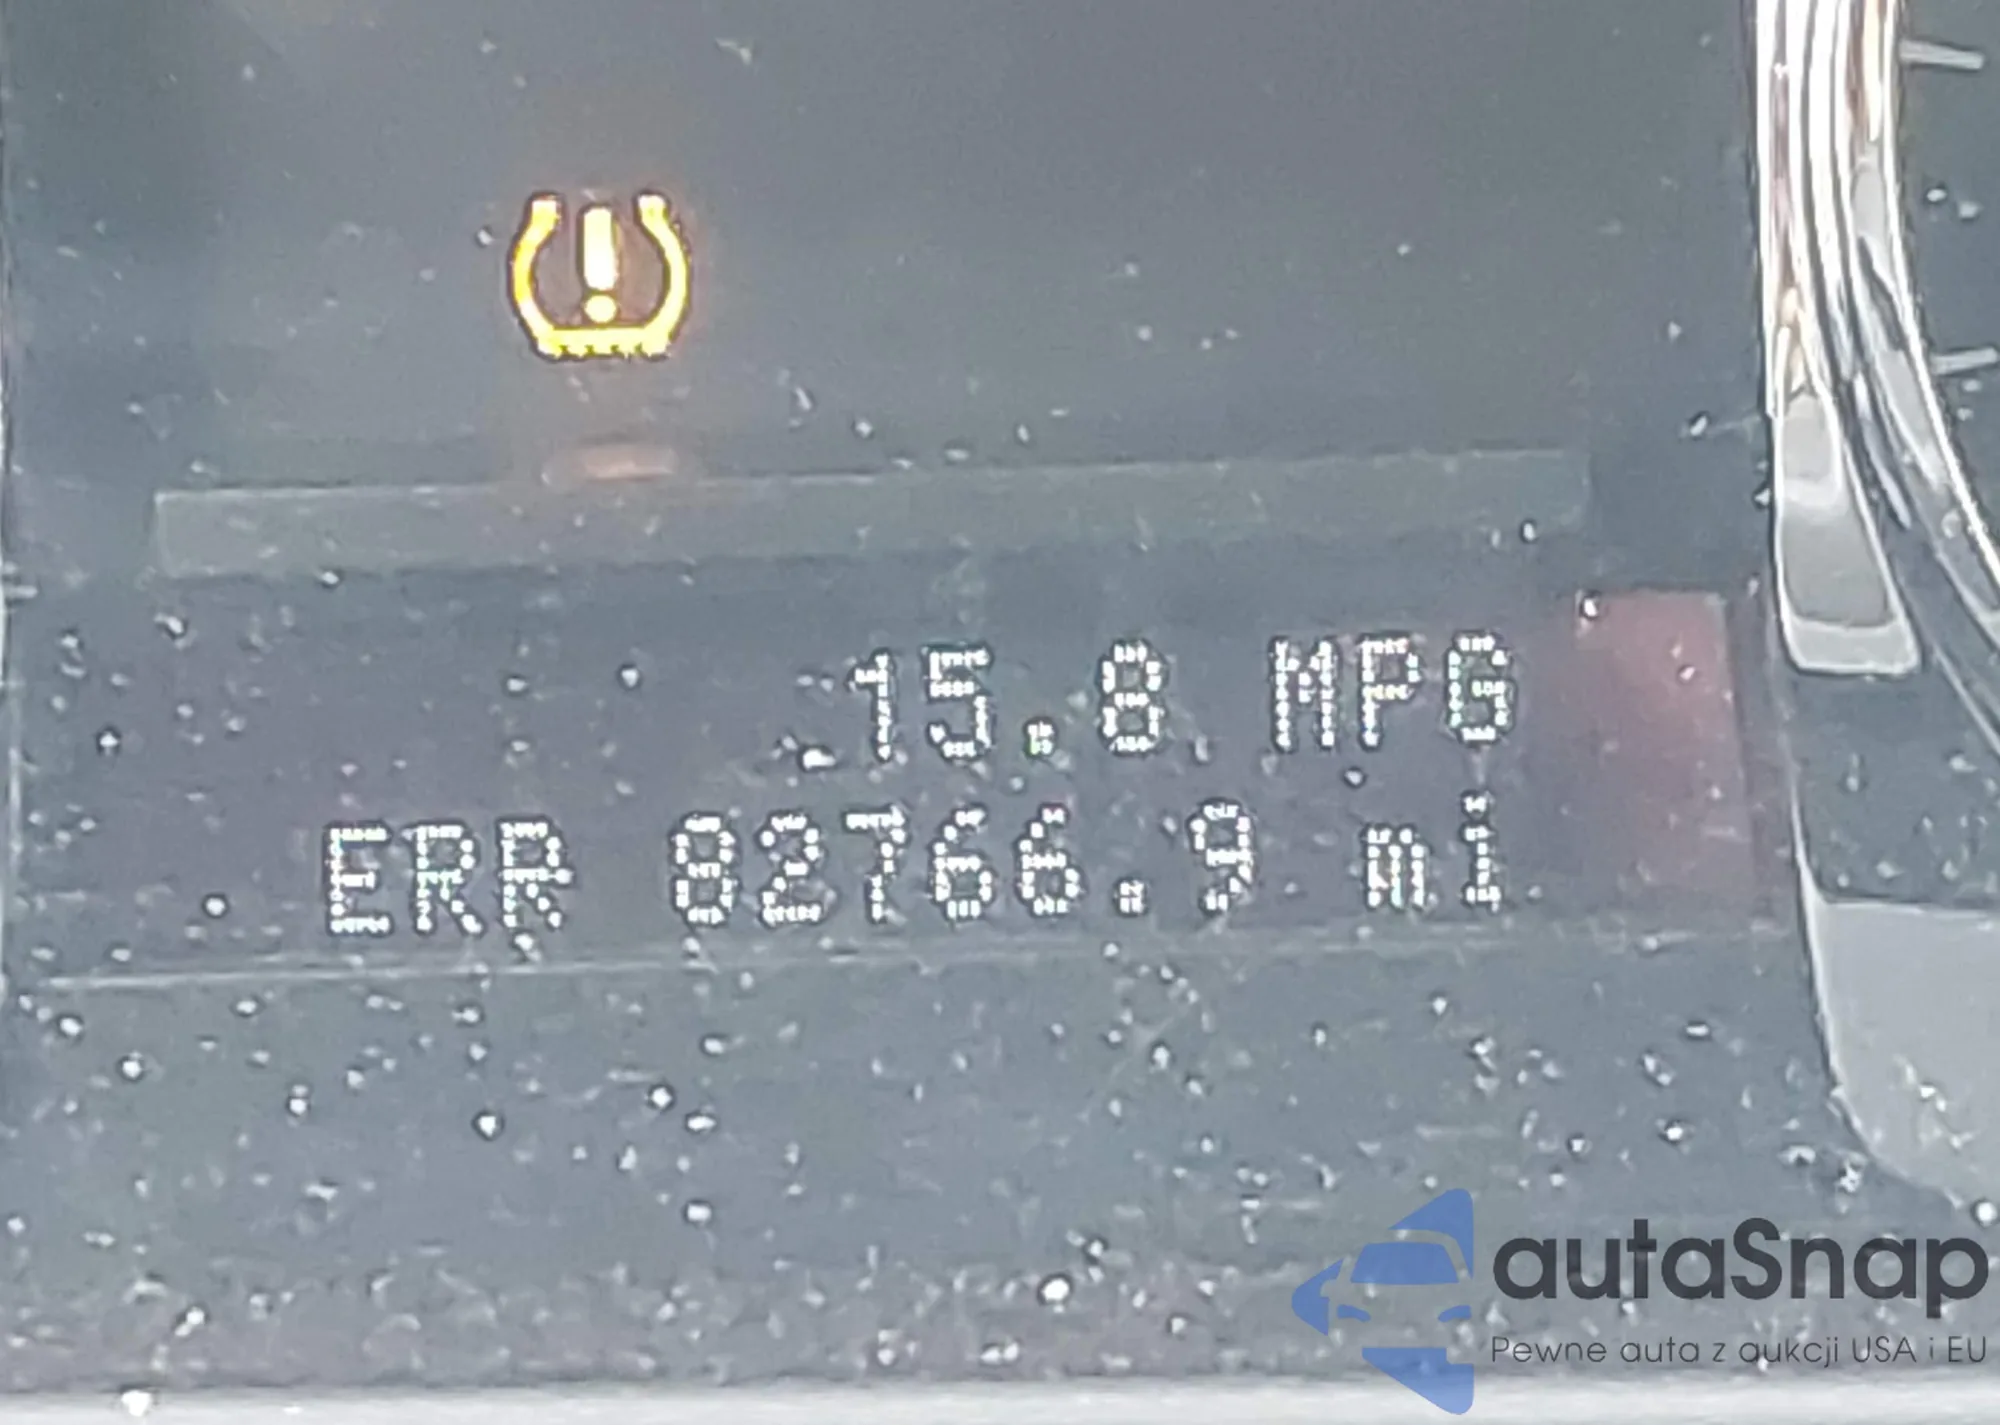 15.8 MPG
ERR 82766.9 mi
autaSnap
Pewne auta z aukcji USA i EU